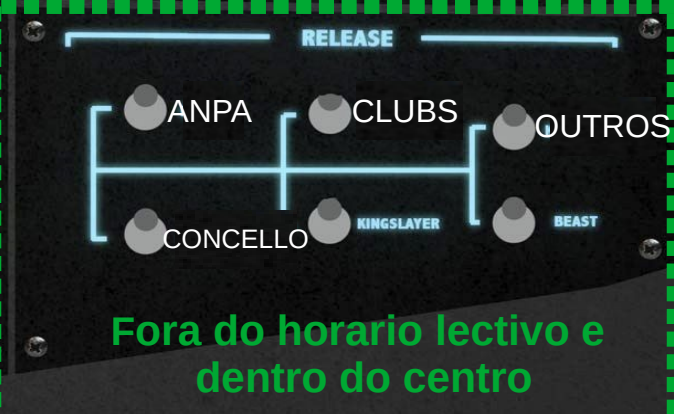 RELEASE
ANPA
CLUBS
OUTROS
CONCELLO
KINGSLAYER
BEAST
Fora do horario lectivo e
dentro do centro